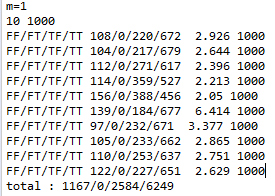 m=1
10 1000
FF/FT/TF/TT 108/0/220/672  2.926 1000
FF/FT/TF/TT 104/0/217/679  2.644 1000
FF/FT/TF/TT 112/0/271/617  2.396 1000
FF/FT/TF/TT 114/0/359/527  2.213 1000
FF/FT/TF/TT 156/0/388/456  2.05 1000
FF/FT/TF/TT 139/0/184/677  6.414 1000
FF/FT/TF/TT 97/0/232/671  3.377 1000
FF/FT/TF/TT 105/0/233/662  2.865 1000
FF/FT/TF/TT 110/0/253/637  2.751 1000
FF/FT/TF/TT 122/0/227/651  2.629 1000
total : 1167/0/2584/6249